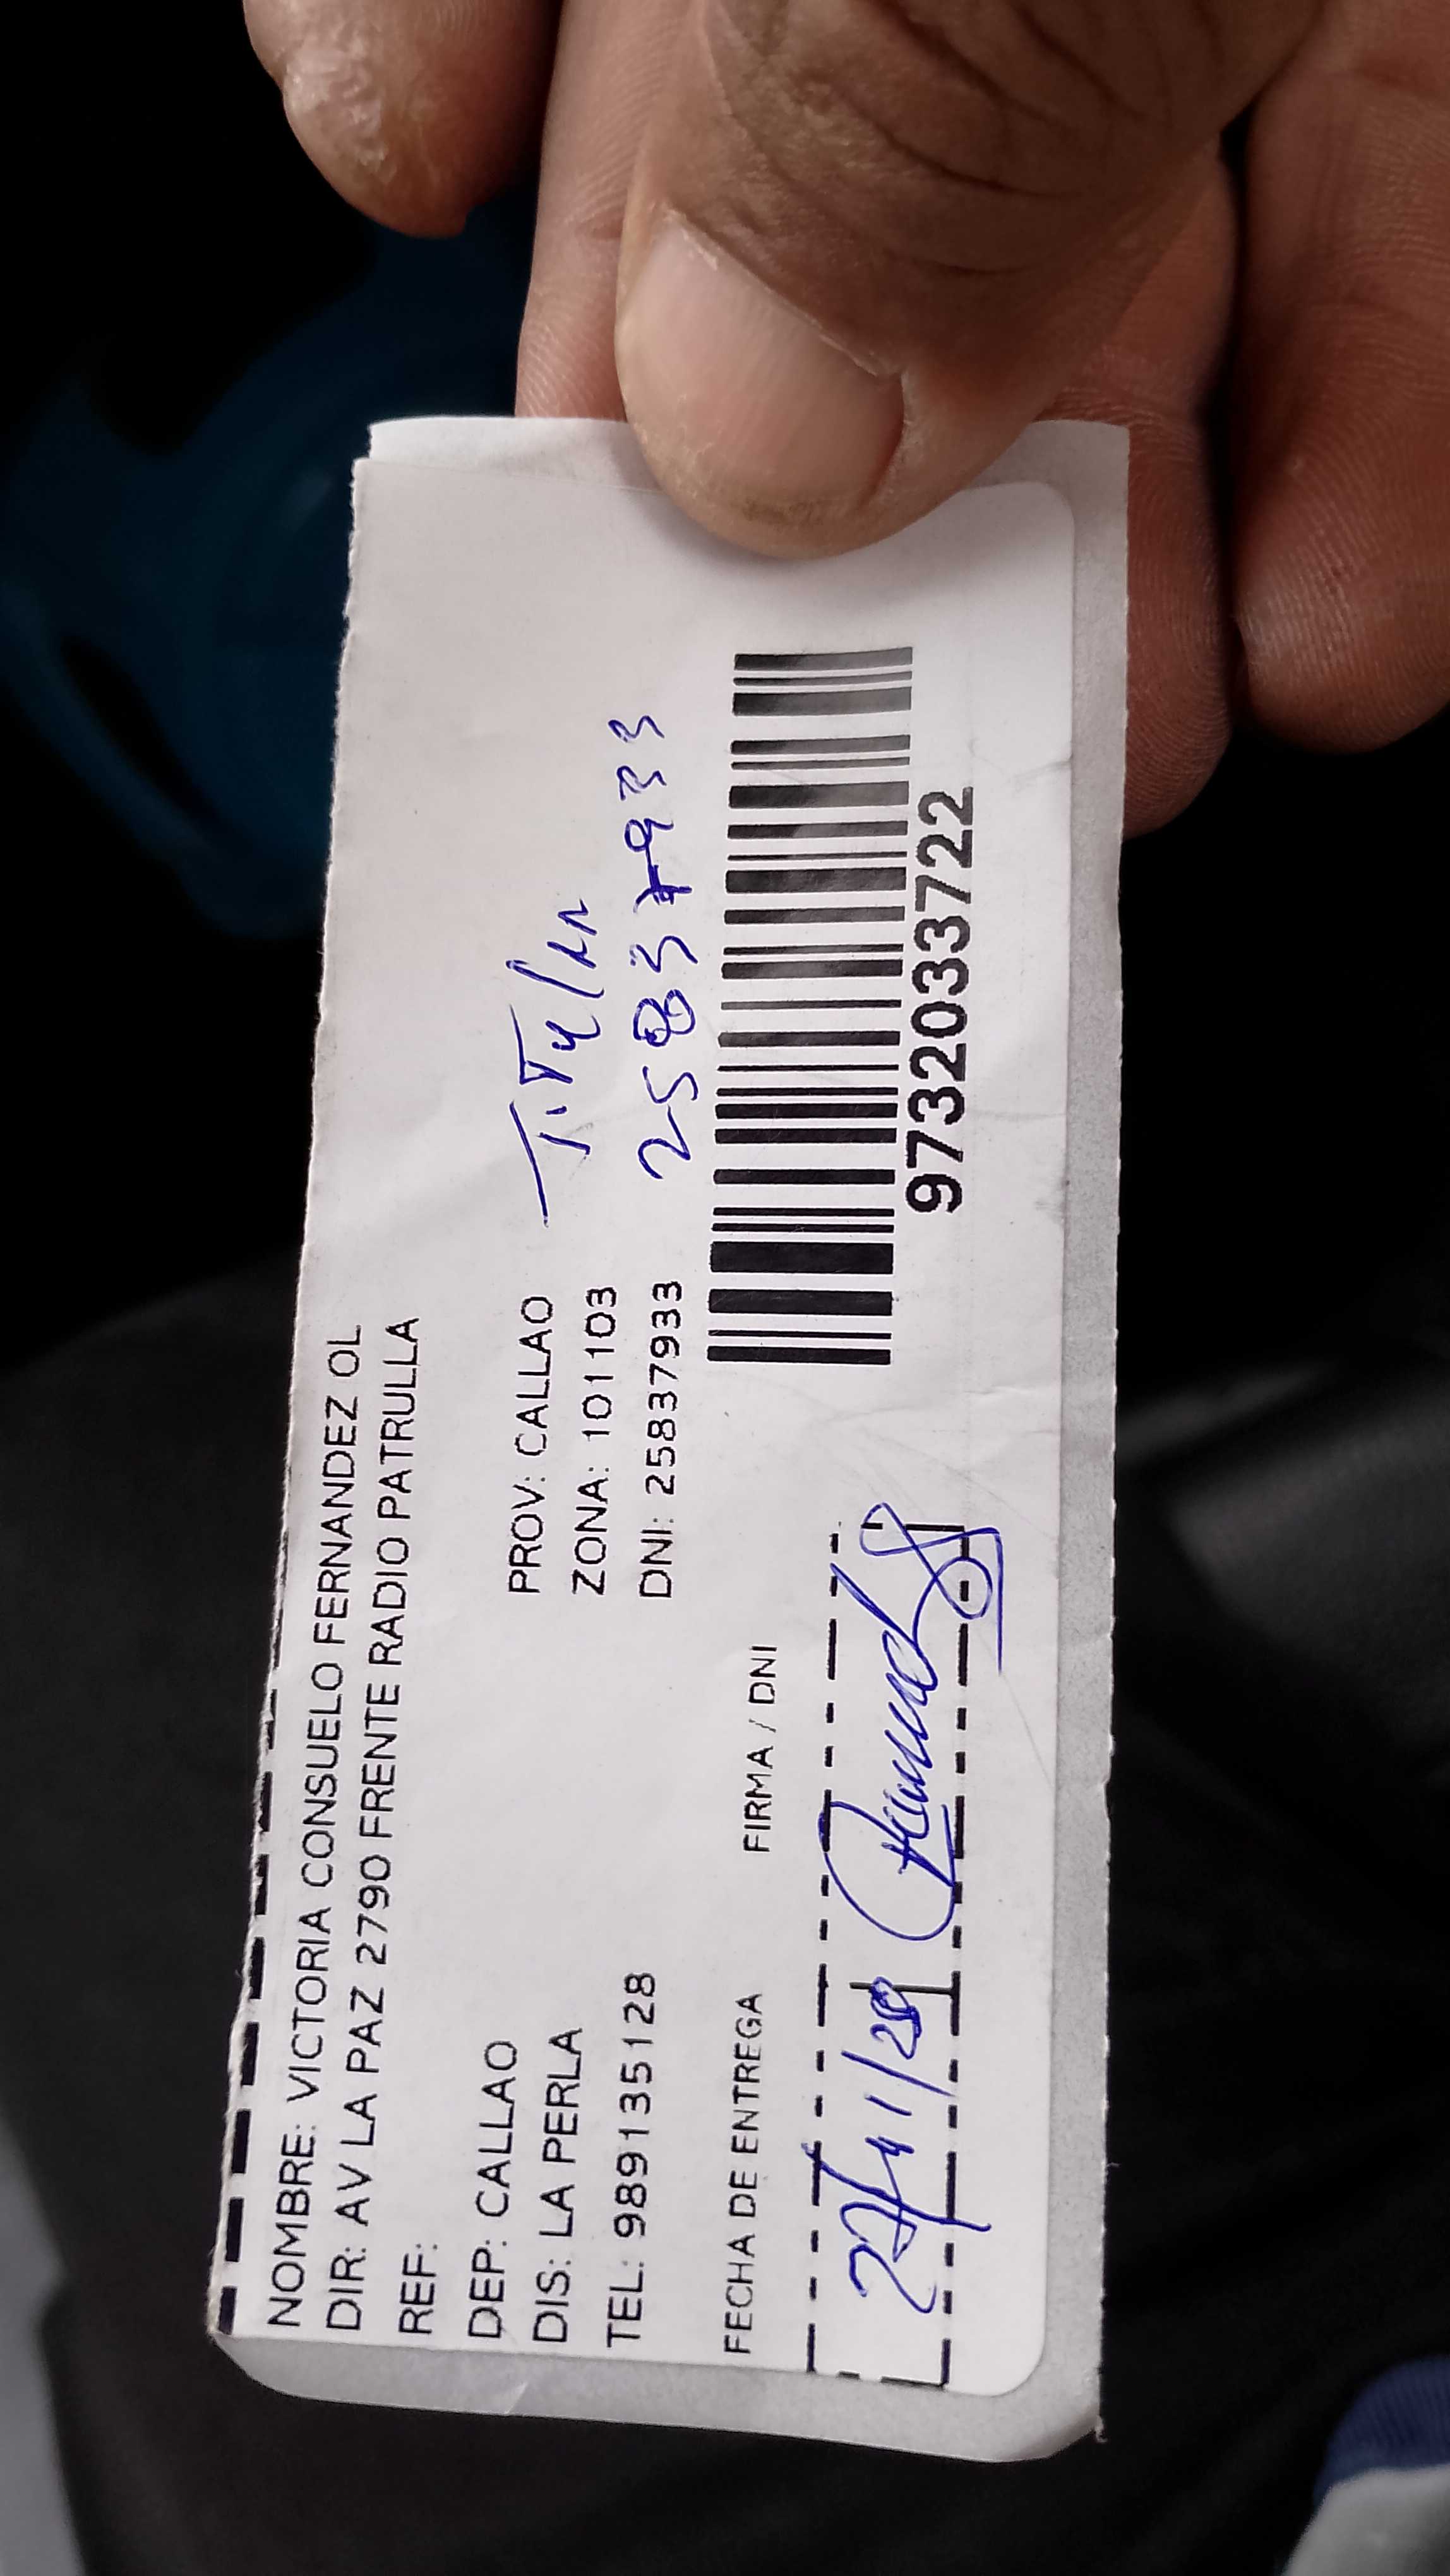 NOMBRE: VICTORIA CONSUELO FERNANDEZ OL
DIR: AV LA PAZ 2790 FRENTE RADIO PATRULLA
REF:
DEP: CALLAO PROV: CALLAO Titular
DIS: LA PERLA ZONA: 101103
TEL: 989135128 DNI: 25837933 25837933
FECHA DE ENTREGA FIRMA / DNI
9732033722